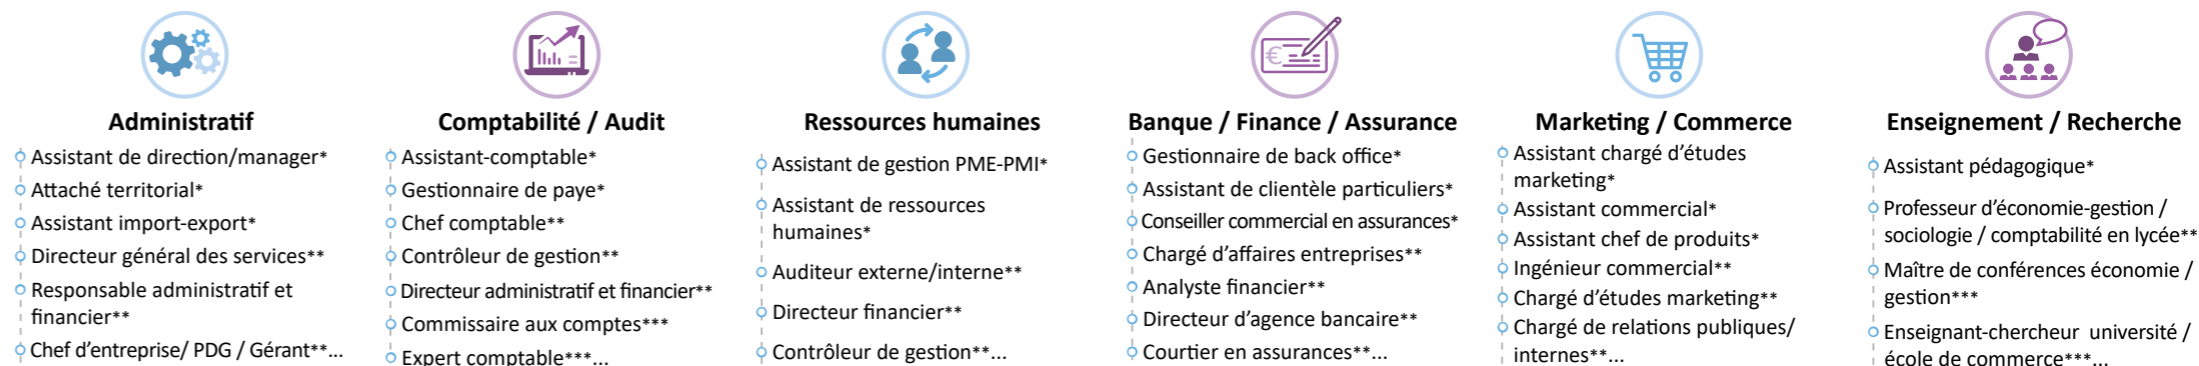 Administratif
Assistant de direction/manager*
Attaché territorial*
Assistant import-export*
Directeur général des services**
Responsable administratif et
financier**
Chef d'entreprise/ PDG / Gérant**...
Comptabilité / Audit
Assistant-comptable*
Gestionnaire de paye*
Chef comptable**
Contrôleur de gestion**
Directeur administratif et financier**
Commissaire aux comptes***
Expert comptable***...
Ressources humaines
Assistant de gestion PME-PMI*
Assistant de ressources
humaines*
Auditeur externe/interne**
Directeur financier**
Contrôleur de gestion**...
€
Banque / Finance / Assurance
Gestionnaire de back office*
Assistant de clientèle particuliers*
Conseiller commercial en assurances*
Chargé d'affaires entreprises**
Analyste financier**
Directeur d'agence bancaire**
Courtier en assurances**...
Marketing / Commerce
Assistant chargé d'études
marketing*
Assistant commercial*
Assistant chef de produits*
Ingénieur commercial**
Chargé d'études marketing**
Chargé de relations publiques/
internes**...
Enseignement / Recherche
Assistant pédagogique*
Professeur d'économie-gestion /
sociologie / comptabilité en lycée**
Maître de conférences économie /
gestion***
Enseignant-chercheur université /
école de commerce***...